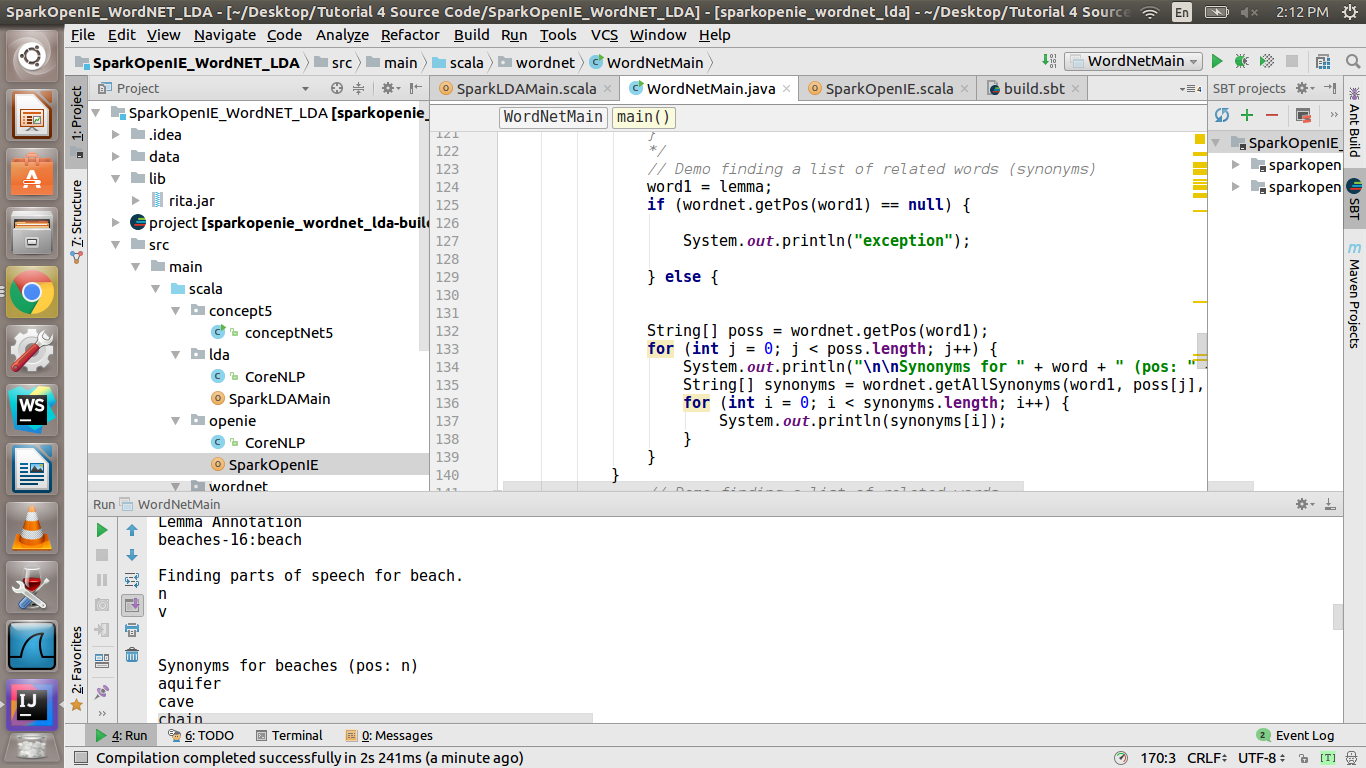 SparkOpenIE_WordNET_LDA - [~/Desktop/Tutorial 4 Source Code/SparkOpenIE_WordNET_LDA] - [sparkopenie_wordnet_lda] - ~/Desktop/Tutorial 4 Source
En
2:12 PM
File Edit View Navigate Code Analyze Refactor Build Run Tools VCS Window Help
SparkOpenIE_WordNET_LDA src main scala wordnet WordNetMain
WordNetMain
Project
SparkLDAMain.scala WordNetMain.java SparkOpenIE.scala build.sbt
4
SBT projects
1: Project
7: Structure
2: Favorites
SparkOpenIE_WordNET_LDA [sparkopenie_
.idea
data
lib
rita.jar
project [sparkopenie_wordnet_lda-buil
src
main
scala
concept5
conceptNet5
lda
CoreNLP
SparkLDAMain
openie
CoreNLP
SparkOpenIE
wordnet
WordNetMain main()
121 }
122 */
123 // Demo finding a list of related words (synonyms)
124 word1 = lemma;
125 if (wordnet.getPos(word1) == null) {
126
127 System.out.println("exception");
128
129 } else {
130
131
132 String[] poss = wordnet.getPos(word1);
133 for (int j = 0; j < poss.length; j++) {
134 System.out.println("\n\nSynonyms for " + word + " (pos: "
135 String[] synonyms = wordnet.getAllSynonyms(word1, poss[j],
136 for (int i = 0; i < synonyms.length; i++) {
137 System.out.println(synonyms[i]);
138 }
139 }
140 }
141 // Demo finding a list of related words
SparkOpenIE_
sparkopen
sparkopen
Ant Build
SBT
m Maven Projects
Run WordNetMain
Lemma Annotation
beaches-16:beach
Finding parts of speech for beach.
n
v
Synonyms for beaches (pos: n)
aquifer
cave
chain
4: Run 6: TODO Terminal 0: Messages
2 Event Log
Compilation completed successfully in 2s 241ms (a minute ago)
170:3 CRLF UTF-8 [T]
WS
IJ